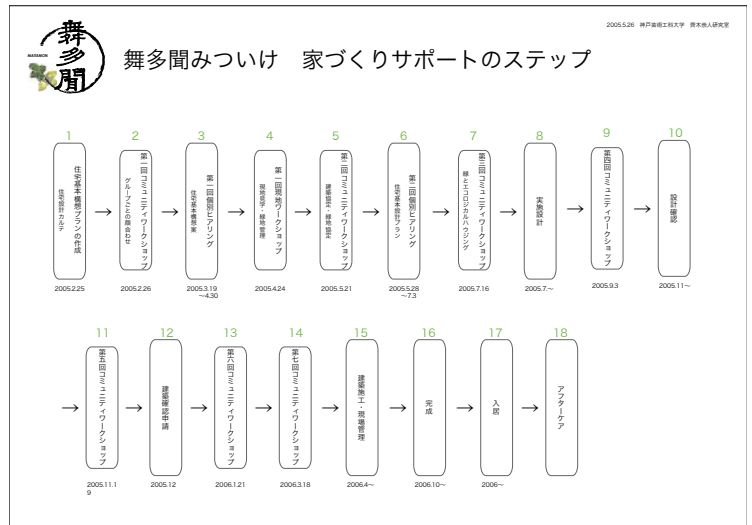 2005.5.26 神戸芸術工科大学 齊木崇人研究室
舞多聞
MATAMON
舞多聞みついけ 家づくりサポートのステップ
1
住宅基本構想プランの作成
住宅設計カルテ
2005.2.25
2
第一回コミュニティワークショップ
グループごとの顔合わせ
2005.2.26
3
第一回個別ヒアリング
住宅基本構想案
2005.3.19
〜4.30
4
第一回現地ワークショップ
現地見学・緑地管理
2005.4.24
5
第二回コミュニティワークショップ
建築協定・緑地協定
2005.5.21
6
第二回個別ヒアリング
住宅基本設計プラン
2005.5.28
〜7.3
7
第三回コミュニティワークショップ
緑とエコロジカルハウジング
2005.7.16
8
実施設計
2005.7.〜
9
第四回コミュニティワークショップ
2005.9.3
10
設計確認
2005.11〜
11
第五回コミュニティワークショップ
2005.11.1
9
12
建築確認申請
2005.12
13
第六回コミュニティワークショップ
2006.1.21
14
第七回コミュニティワークショップ
2006.3.18
15
建築施工・現場管理
2006.4〜
16
完成
2006.10〜
17
入居
2006〜
18
アフターケア